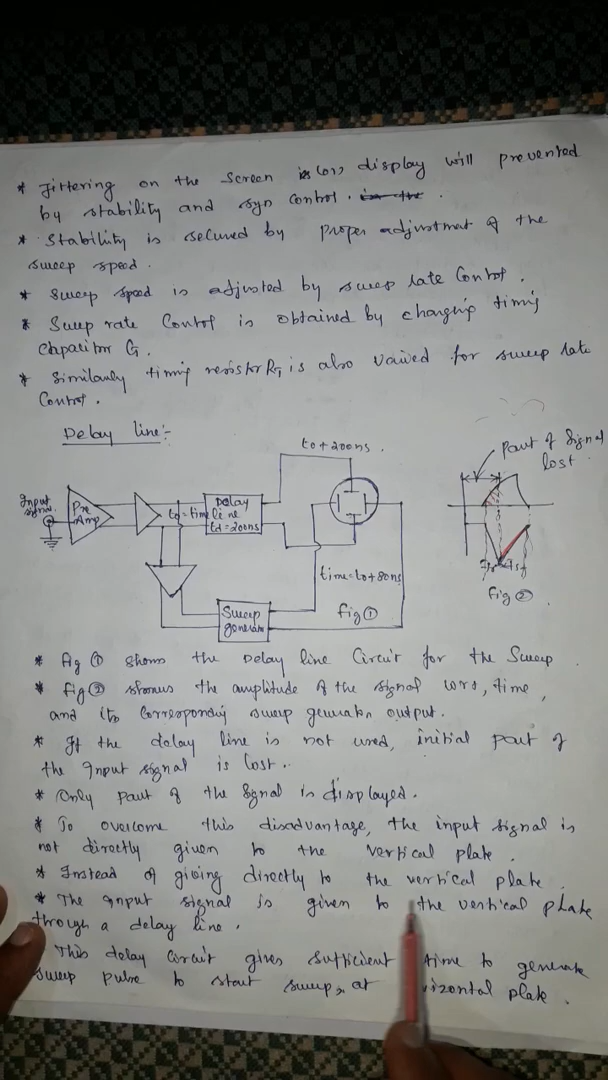 * Jittering on the Screen is (or) display will prevented
by stability and syn control.
* Stability is secured by proper adjustment of the
sweep speed.
* Sweep speed is adjusted by sweep rate Control.
* Sweep rate Control is obtained by changing timing
Capacitor
* Similarly timing resistor RT is also varied for sweep rate
Control.
Delay line:-
to+200ns
part of Signal
lost
Input
signal
Pre
Amp
to=time
Delay
line
td=200ns
time=to+80ns
Sweep
generator
fig ①
fig ②
* fig ① shows the Delay line Circuit for the Sweep
* fig ② shows the amplitude of the signal w.r.t, time,
and its Corresponding sweep generator output.
* If the delay line is not used, initial part of
the Input signal is lost.
* Only part of the Signal is displayed.
* To overcome this disadvantage, the input signal is
not directly given to the vertical plate.
* Instead of giving directly to the vertical plate.
* The Input signal is given to the vertical plate
through a delay line.
This delay Circuit gives sufficient time to generate
sweep pulse to start sweep, at plate.